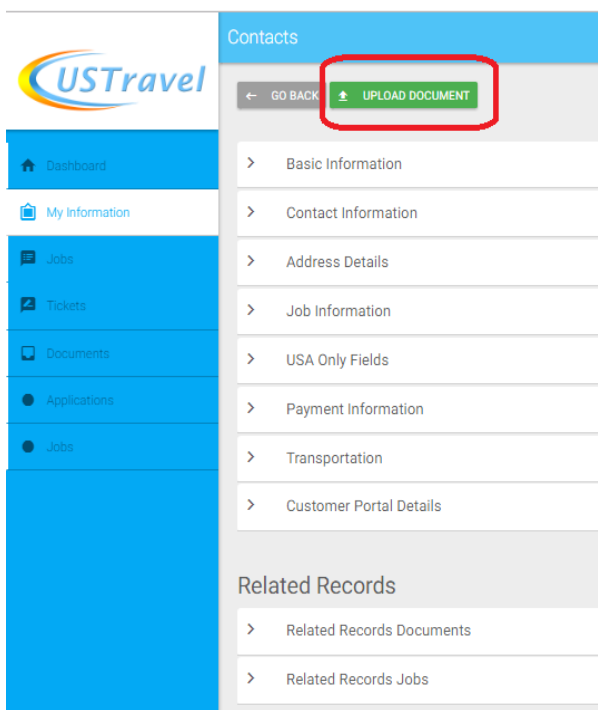 USTravel
Dashboard
My Information
Jobs
Tickets
Documents
Applications
Jobs
Contacts
GO BACK
UPLOAD DOCUMENT
Basic Information
Contact Information
Address Details
Job Information
USA Only Fields
Payment Information
Transportation
Customer Portal Details
Related Records
Related Records Documents
Related Records Jobs